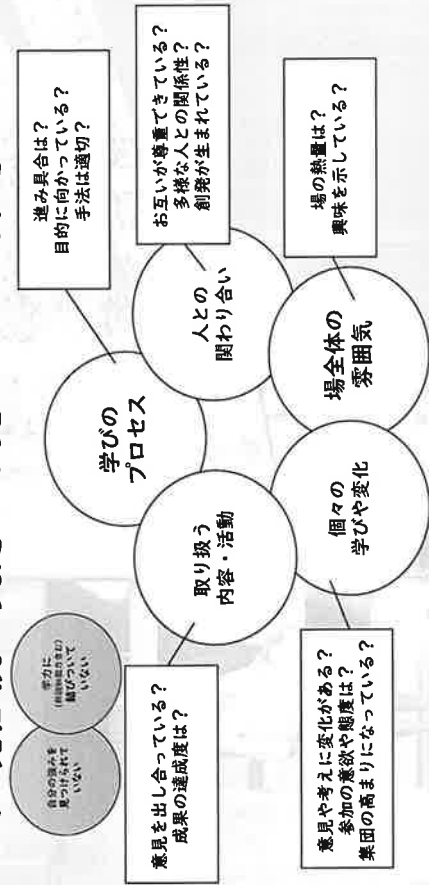 自分の強みを
見つけられて
いない
学力に
結びついて
いない
学びの
プロセス
進み具合は？
目的に向かっている？
手法は適切？
人との
関わり合い
お互いが尊重できている？
多様な人との関係性？
創発が生まれている？
場全体の
雰囲気
場の熱量は？
興味を示している？
個々の
学びや変化
意見や考えに変化がある？
参加の意欲や態度は？
集団の高まりになっている？
取り扱う
内容・活動
意見を出し合っている？
成果の達成度は？